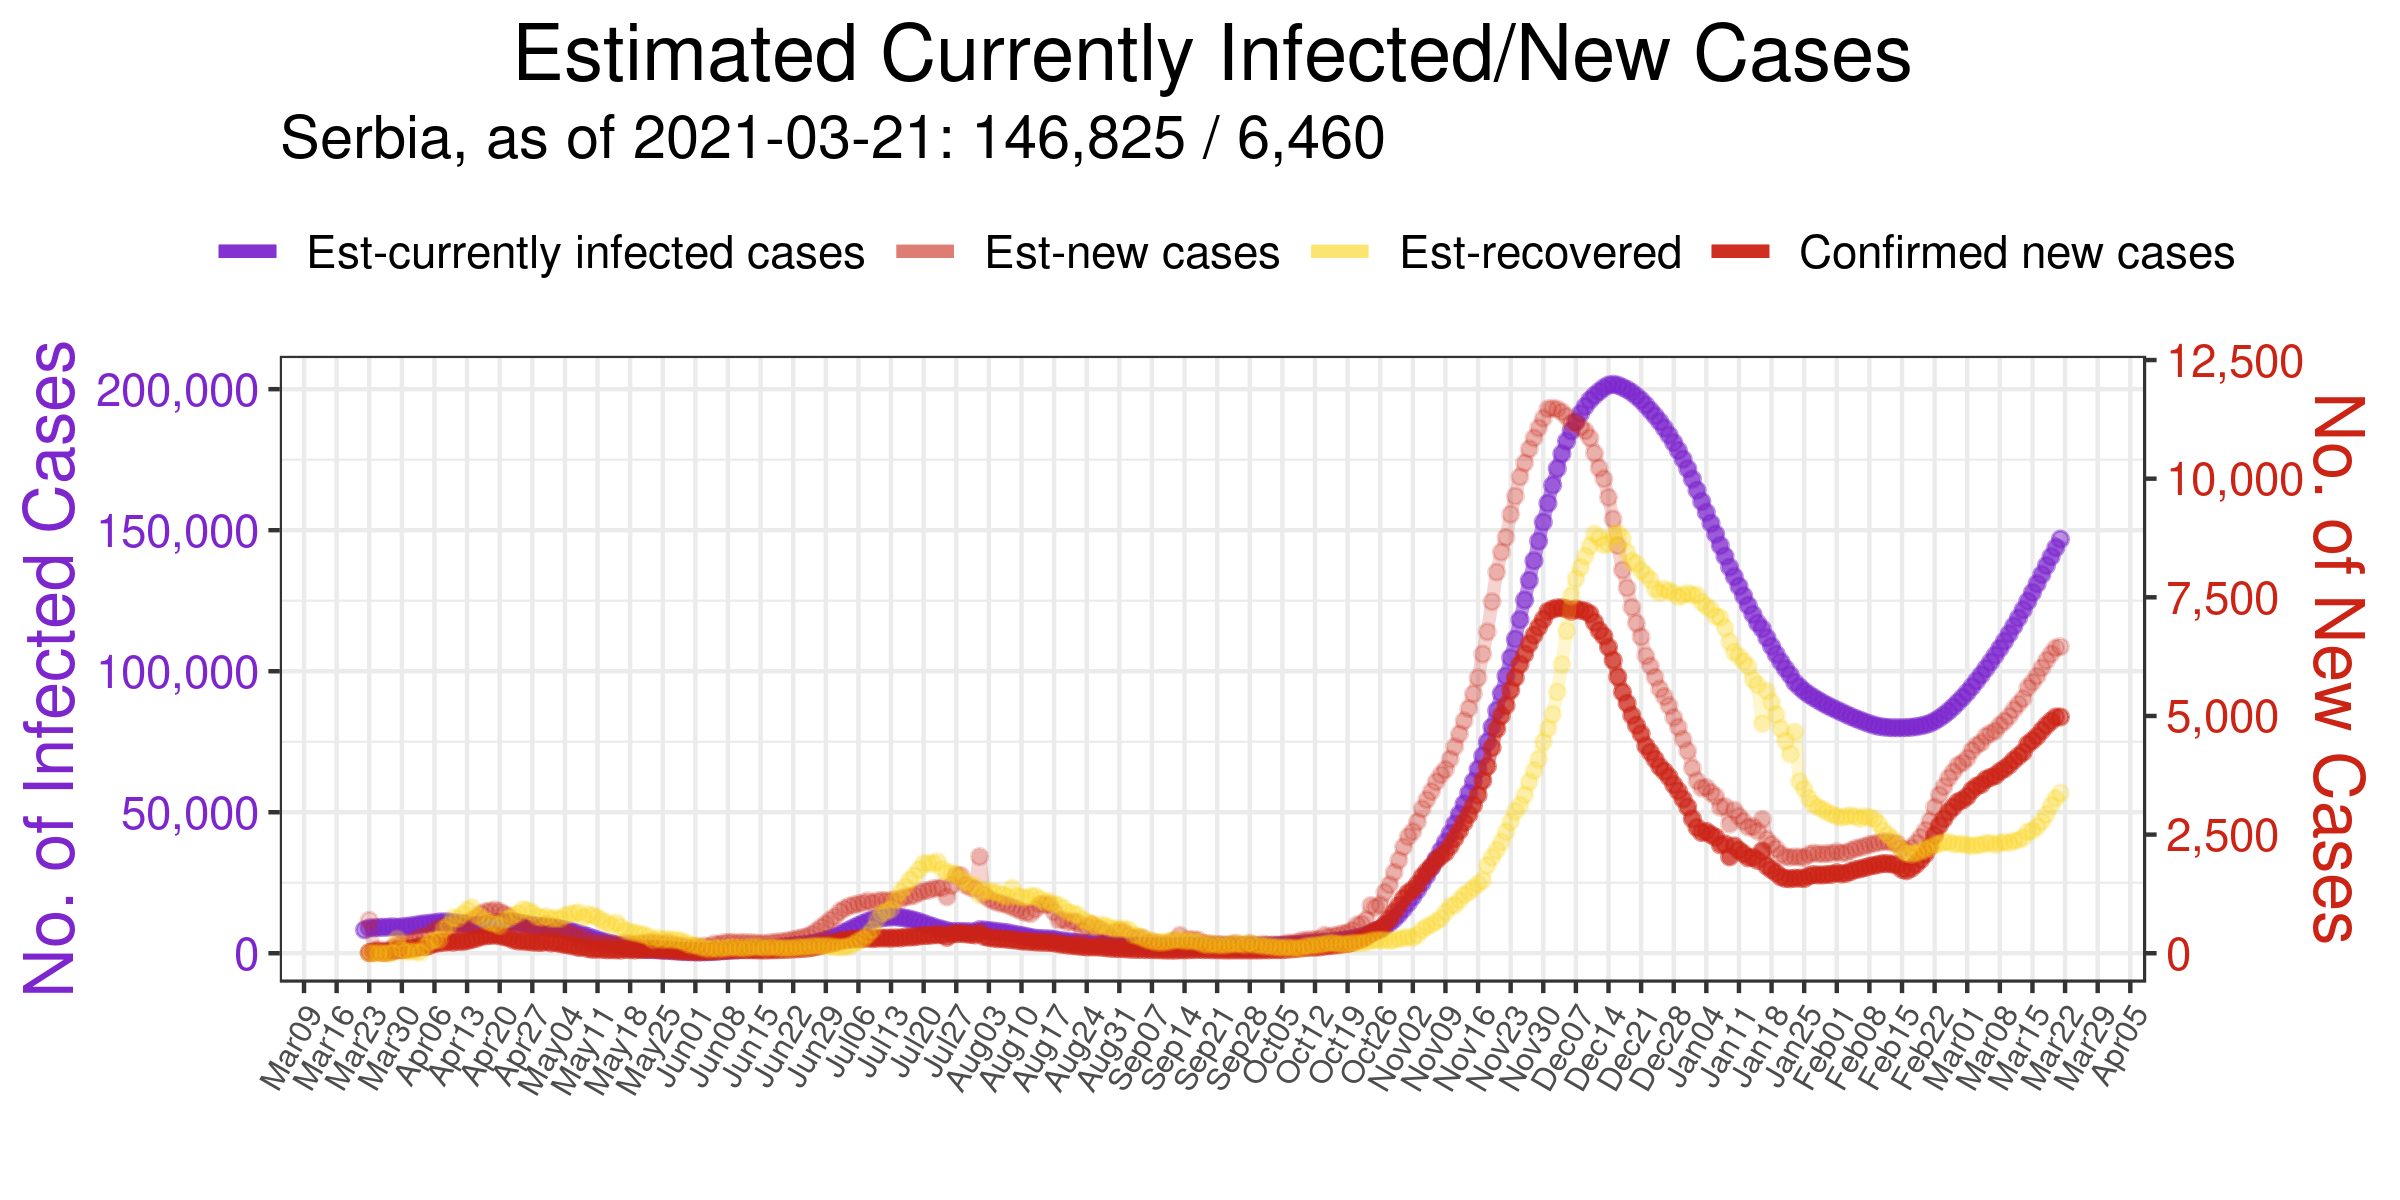 Estimated Currently Infected/New Cases
Serbia, as of 2021-03-21: 146,825 / 6,460
Est-currently infected cases Est-new cases Est-recovered Confirmed new cases
No. of Infected Cases
200,000
150,000
100,000
50,000
0
12,500
10,000
7,500
5,000
2,500
0
No. of New Cases
Mar09 Mar16 Mar23 Mar30 Apr06 Apr13 Apr20 Apr27 May04 May11 May18 May25 Jun01 Jun08 Jun15 Jun22 Jun29 Jul06 Jul13 Jul20 Jul27 Aug03 Aug10 Aug17 Aug24 Aug31 Sep07 Sep14 Sep21 Sep28 Oct05 Oct12 Oct19 Oct26 Nov02 Nov09 Nov16 Nov23 Nov30 Dec07 Dec14 Dec21 Dec28 Jan04 Jan11 Jan18 Jan25 Feb01 Feb08 Feb15 Feb22 Mar01 Mar08 Mar15 Mar22 Mar29 Apr05